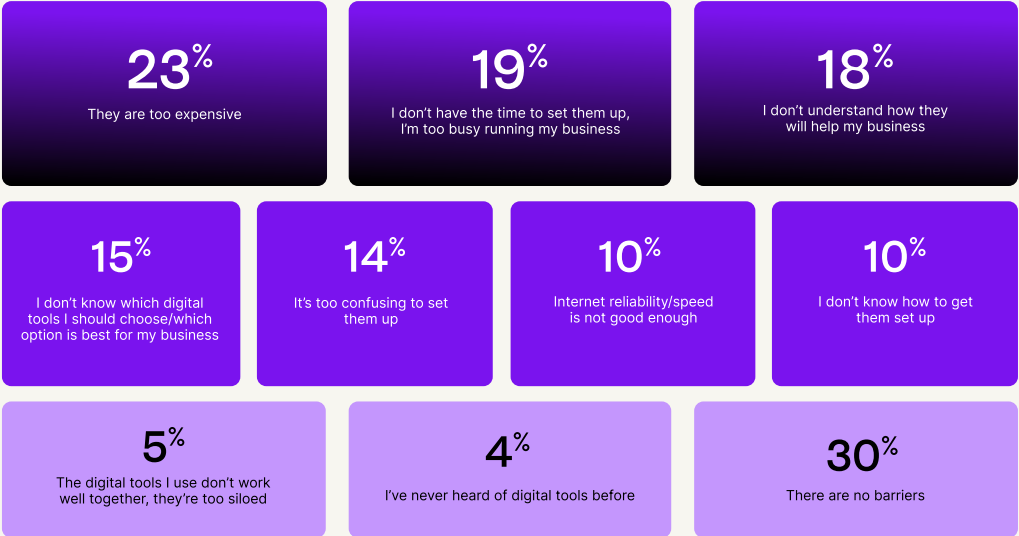 23%
They are too expensive
19%
I don’t have the time to set them up,
I’m too busy running my business
18%
I don’t understand how they
will help my business
15%
I don’t know which digital
tools I should choose/which
option is best for my business
14%
It’s too confusing to set
them up
10%
Internet reliability/speed
is not good enough
10%
I don’t know how to get
them set up
5%
The digital tools I use don’t work
well together, they’re too siloed
4%
I’ve never heard of digital tools before
30%
There are no barriers